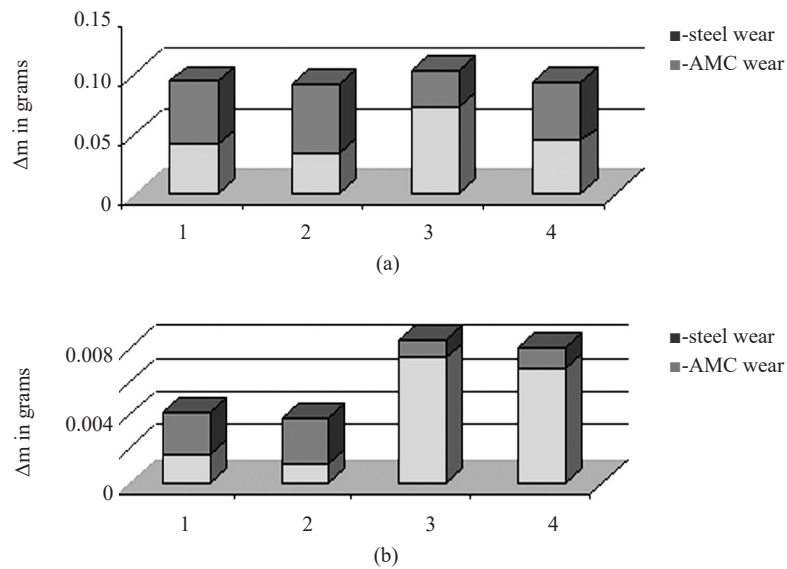 0.15
0.10
0.05
0
Δm in grams
1 2 3 4
(a)
■-steel wear
■-AMC wear
0.008
0.004
0
Δm in grams
1 2 3 4
(b)
■-steel wear
■-AMC wear